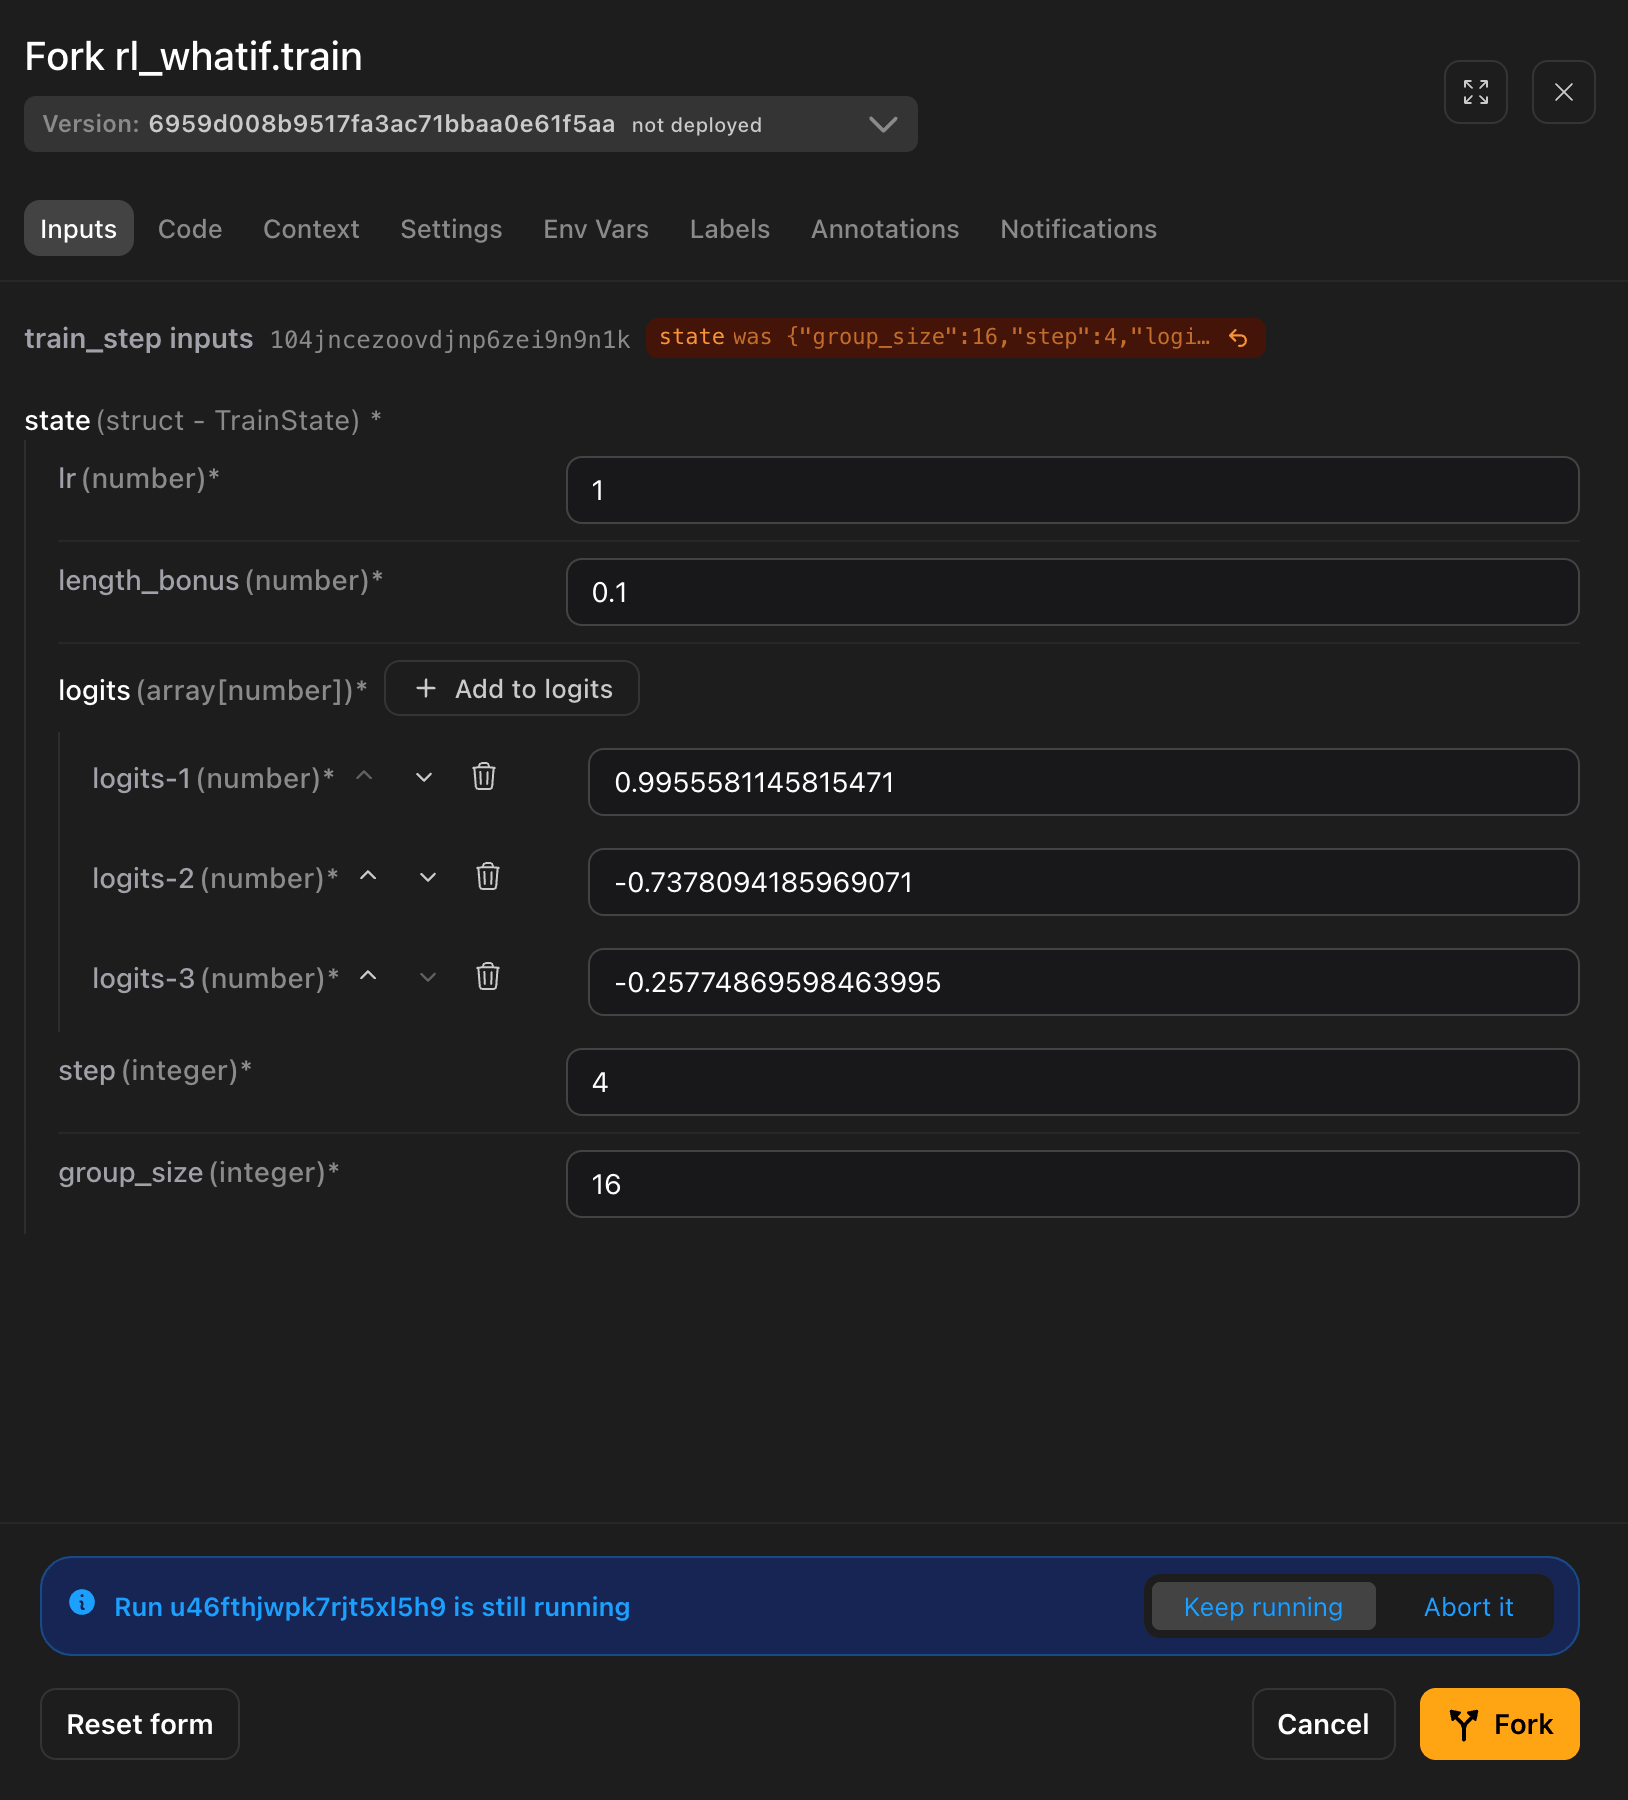 Fork rl_whatif.train
Version: 6959d008b9517fa3ac71bbaa0e61f5aa not deployed
Inputs Code Context Settings Env Vars Labels Annotations Notifications
train_step inputs 104jncezoovdjnp6zei9n9n1k state was {"group_size":16,"step":4,"logi…
state (struct - TrainState) *
lr (number)* 1
length_bonus (number)* 0.1
logits (array[number])* + Add to logits
logits-1 (number)* 0.9955581145815471
logits-2 (number)* -0.7378094185969071
logits-3 (number)* -0.25774869598463995
step (integer)* 4
group_size (integer)* 16
Run u46fthjwpk7rjt5xl5h9 is still running Keep running Abort it
Reset form Cancel Fork